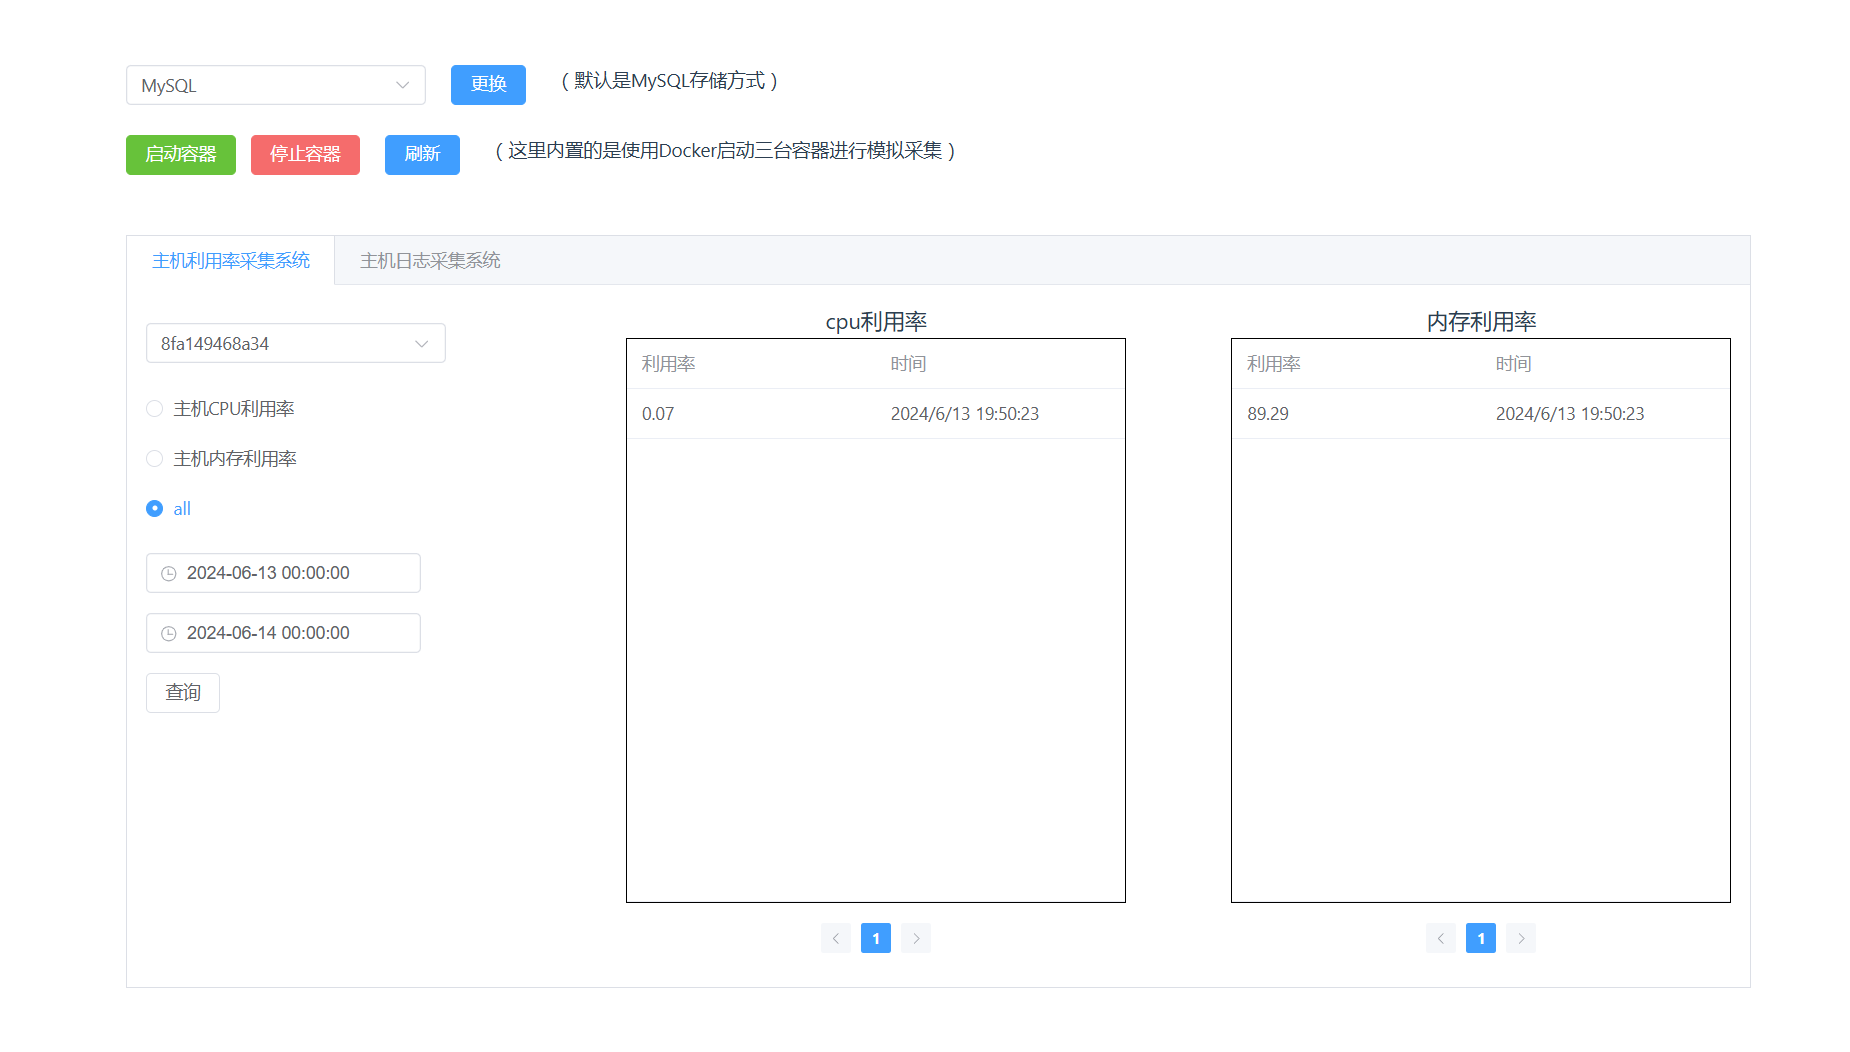 MySQL 更换 （默认是MySQL存储方式）
启动容器 停止容器 刷新 （这里内置的是使用Docker启动三台容器进行模拟采集）
主机利用率采集系统 主机日志采集系统
8fa149468a34
主机CPU利用率
主机内存利用率
all
2024-06-13 00:00:00
2024-06-14 00:00:00
查询
cpu利用率
利用率 时间
0.07 2024/6/13 19:50:23
1
内存利用率
利用率 时间
89.29 2024/6/13 19:50:23
1